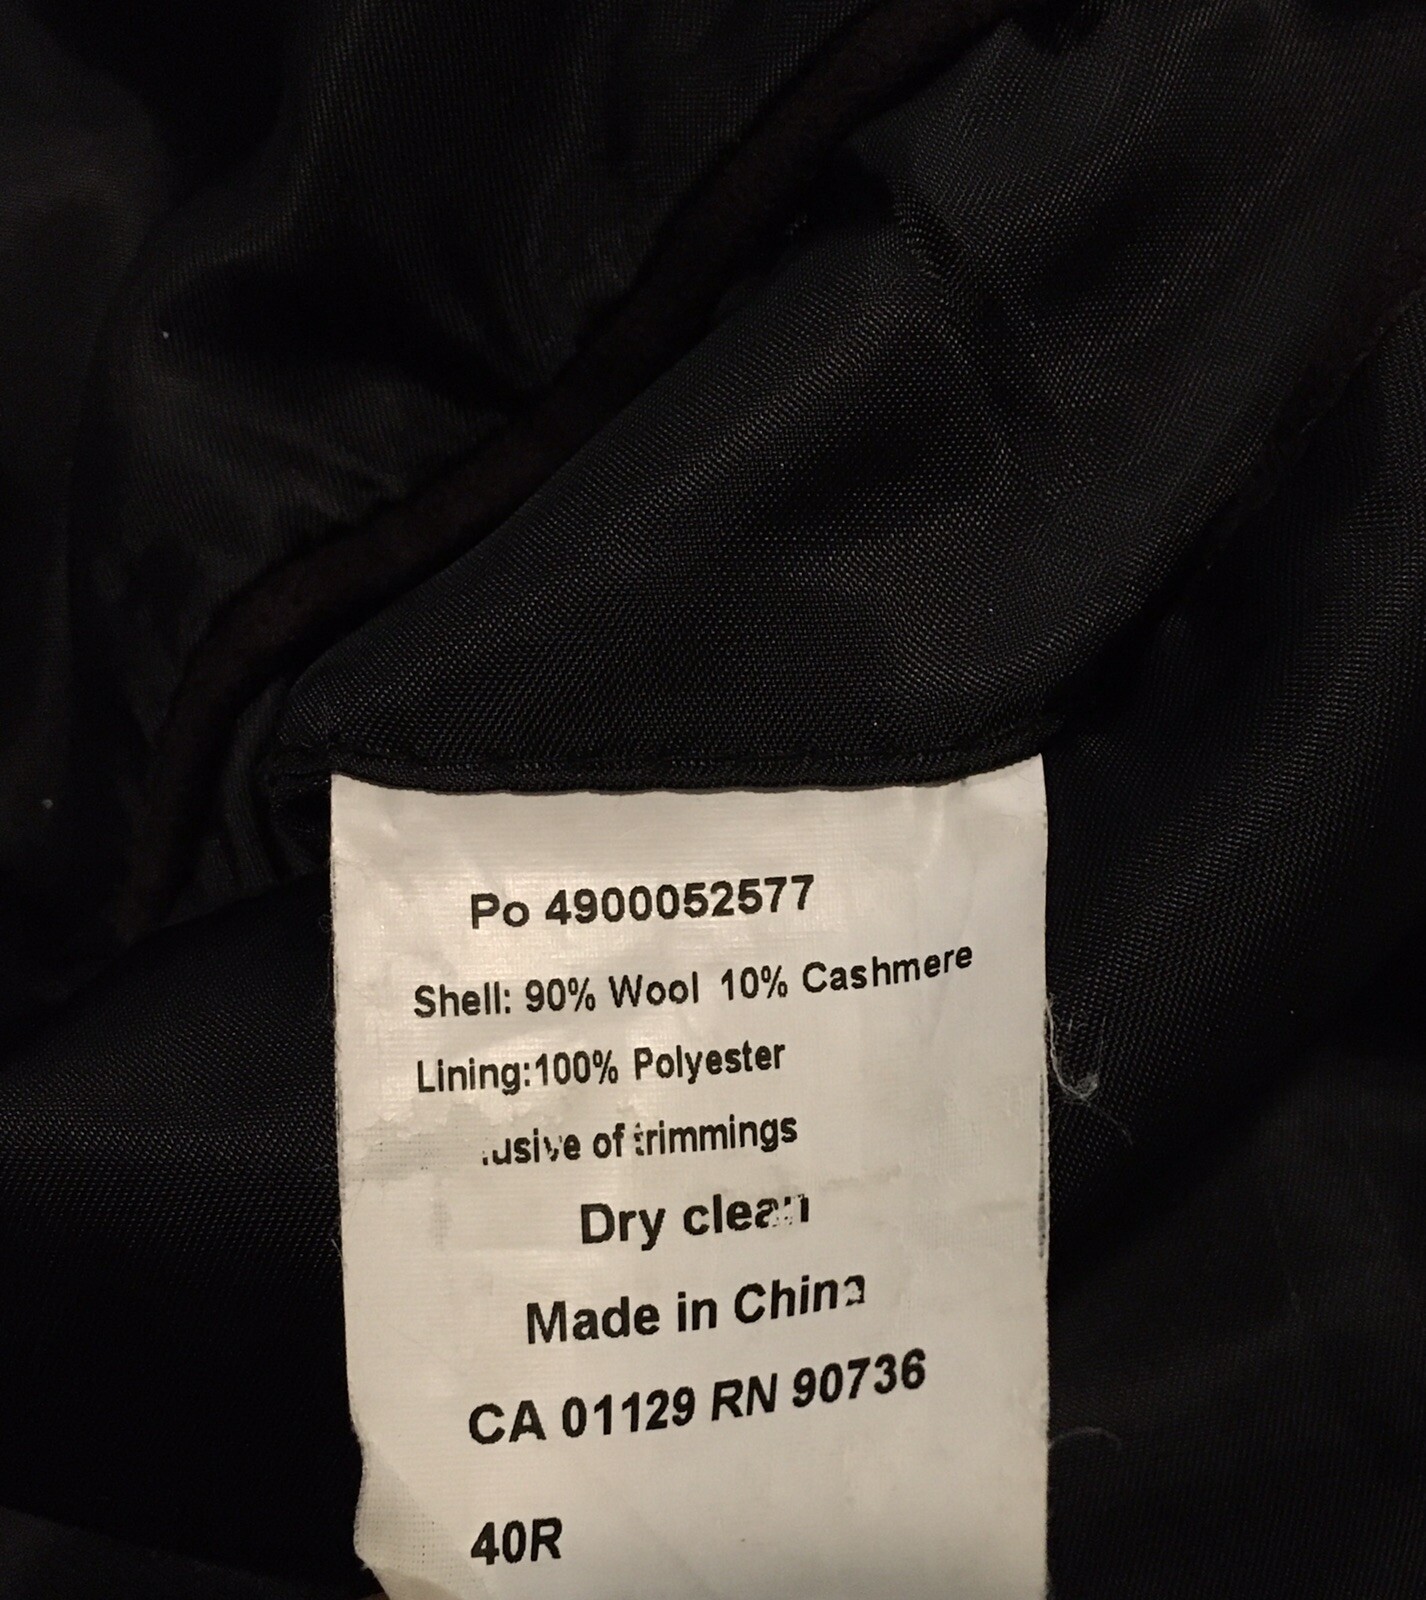 Po 4900052577
Shell: 90% Wool 10% Cashmere
Lining:100% Polyester
of trimmings
Dry clean
Made in China
CA 01129 RN 90736
40R